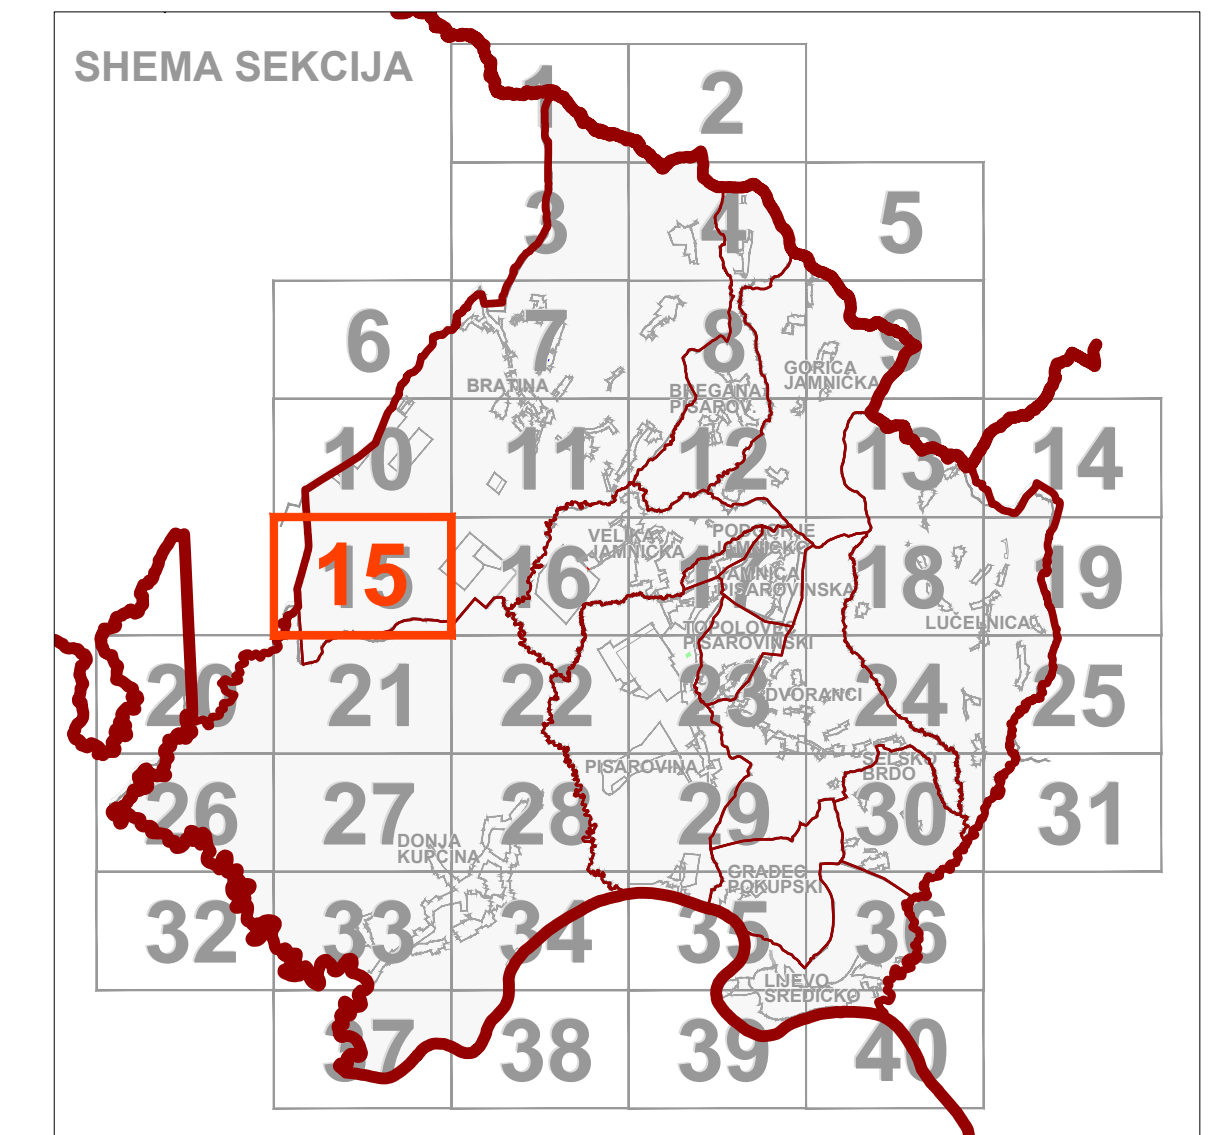 SHEMA SEKCIJA
1
2
3
4
5
6
7
8
9
BRATINA
GORICA
JAMNIČKA
BREGANA
PISAROV.
10
11
12
13
14
VELIKA
JAMNIČKA
PODGORJE
JAMNIČKO
15
16
17
18
19
JAMNICA
PISAROVINSKA
LUČELNICA
TOPOLOVEC
PISAROVINSKI
20
21
22
23
24
25
DVORANCI
PISAROVINA
SELSKO
BRDO
26
27
28
29
30
31
DONJA
KUPČINA
GRADEC
POKUPSKI
32
33
34
35
36
LIJEVO
SREDIČKO
37
38
39
40